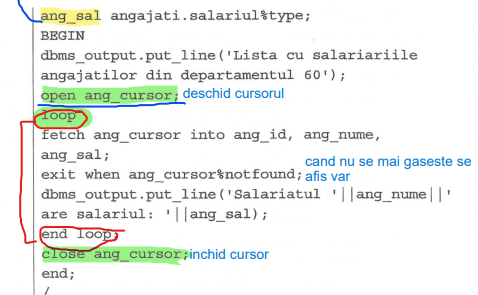 ang_sal angajati.salariul%type;
BEGIN
dbms_output.put_line('Lista cu salariariile
angajatilor din departamentul 60');
open ang_cursor; deschid cursorul
loop
fetch ang_cursor into ang_id, ang_nume,
ang_sal;
exit when ang_cursor%notfound; cand nu se mai gaseste se
afis var
dbms_output.put_line('Salariatul '||ang_nume||'
are salariul: '||ang_sal);
end loop;
close ang_cursor; inchid cursor
end;
/